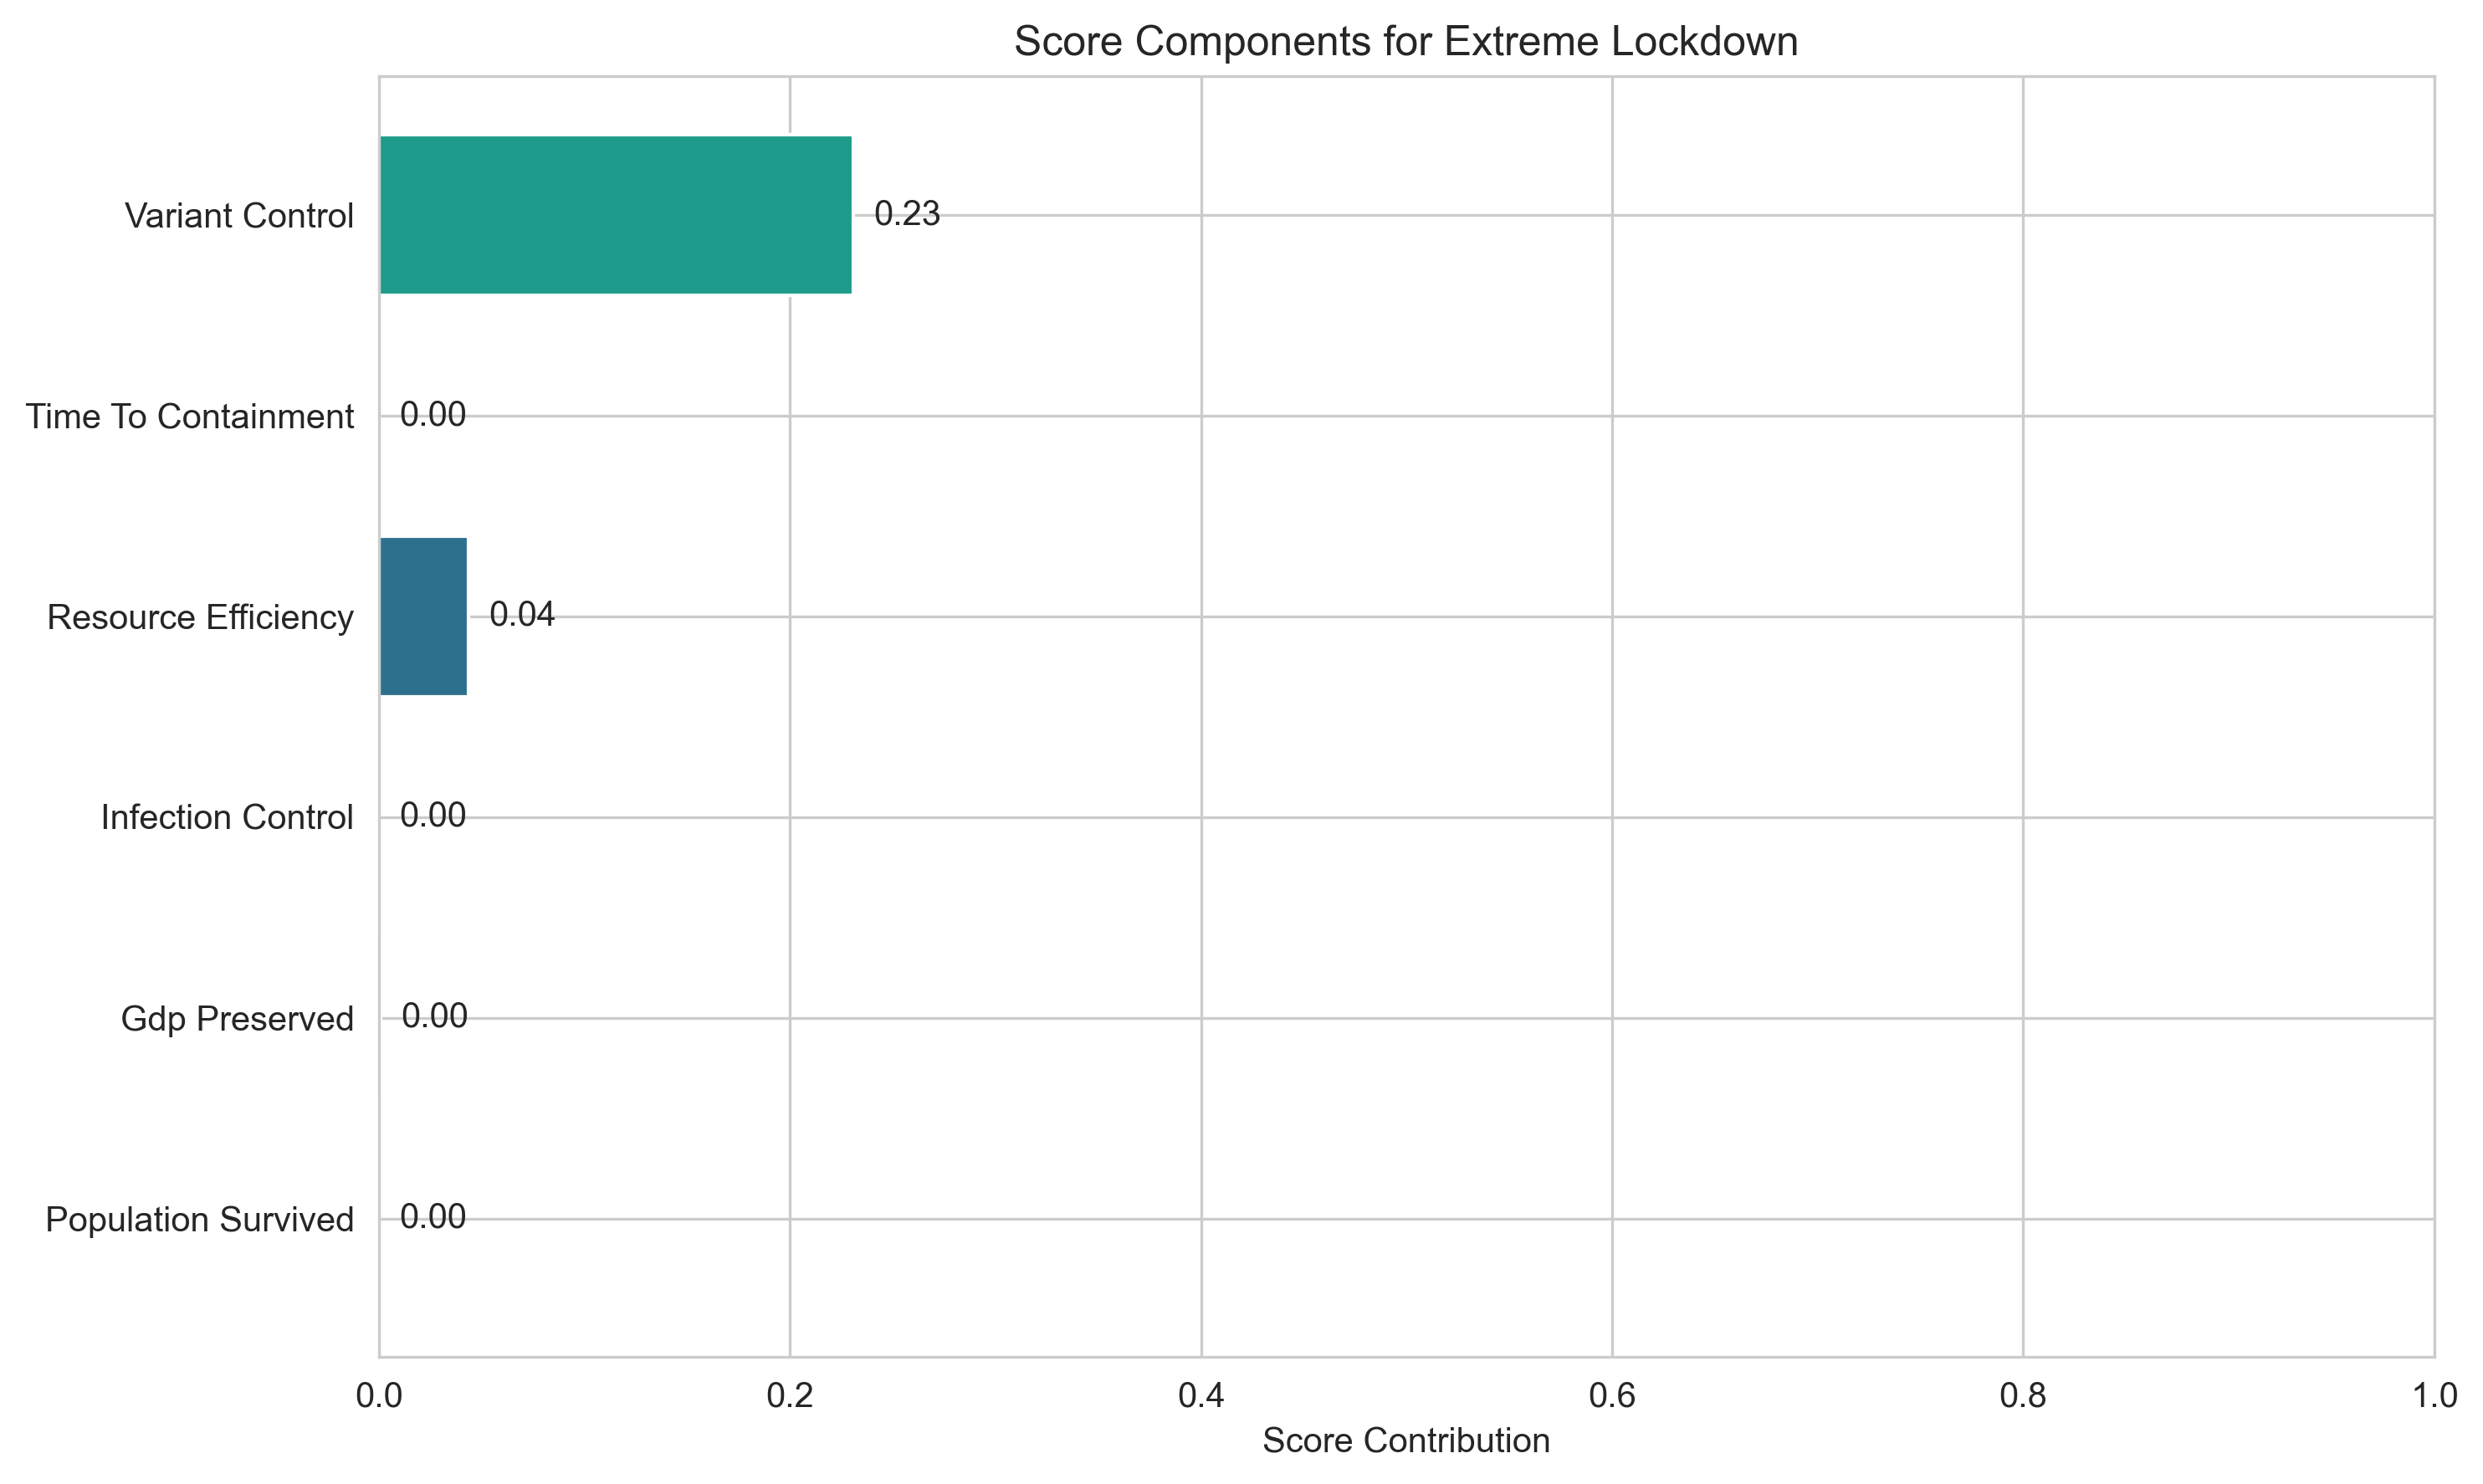 Score Components for Extreme Lockdown
Variant Control 0.23
Time To Containment 0.00
Resource Efficiency 0.04
Infection Control 0.00
Gdp Preserved 0.00
Population Survived 0.00
0.0 0.2 0.4 0.6 0.8 1.0
Score Contribution